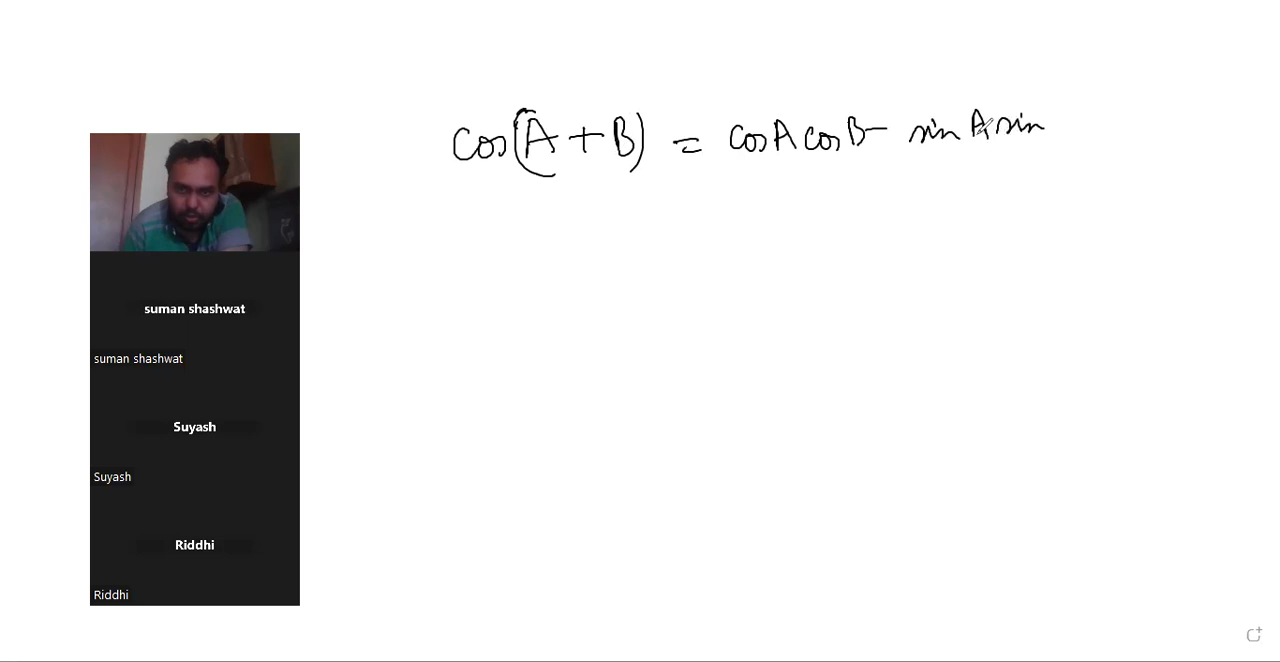 cos(A+B) = cosA cosB - sinA sin
suman shashwat
suman shashwat
Suyash
Suyash
Riddhi
Riddhi